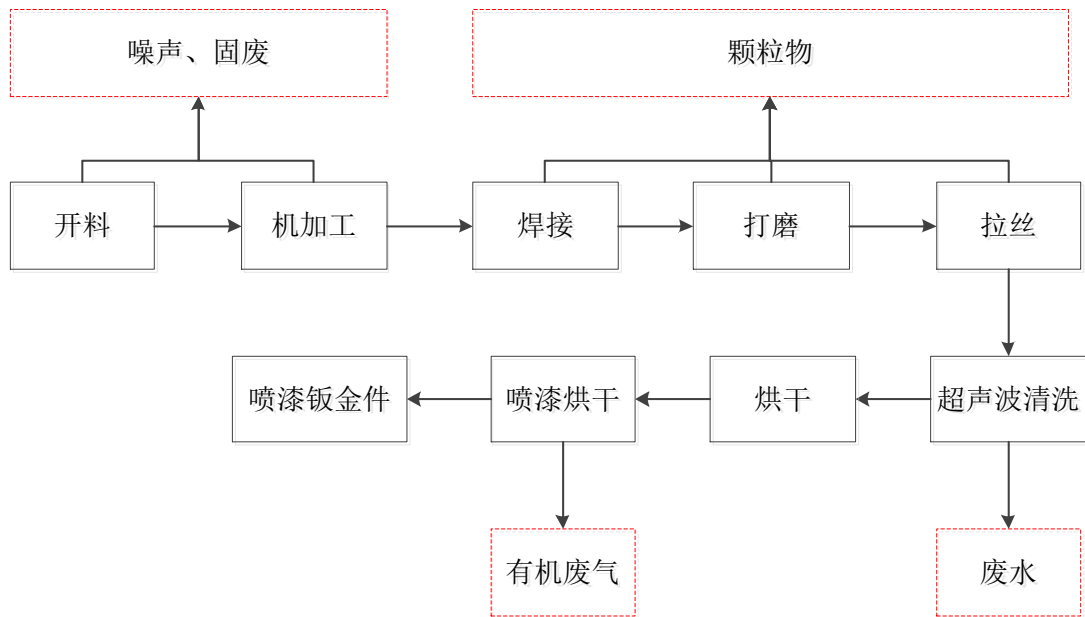 噪声、固废
颗粒物
开料
机加工
焊接
打磨
拉丝
喷漆钣金件
喷漆烘干
烘干
超声波清洗
有机废气
废水